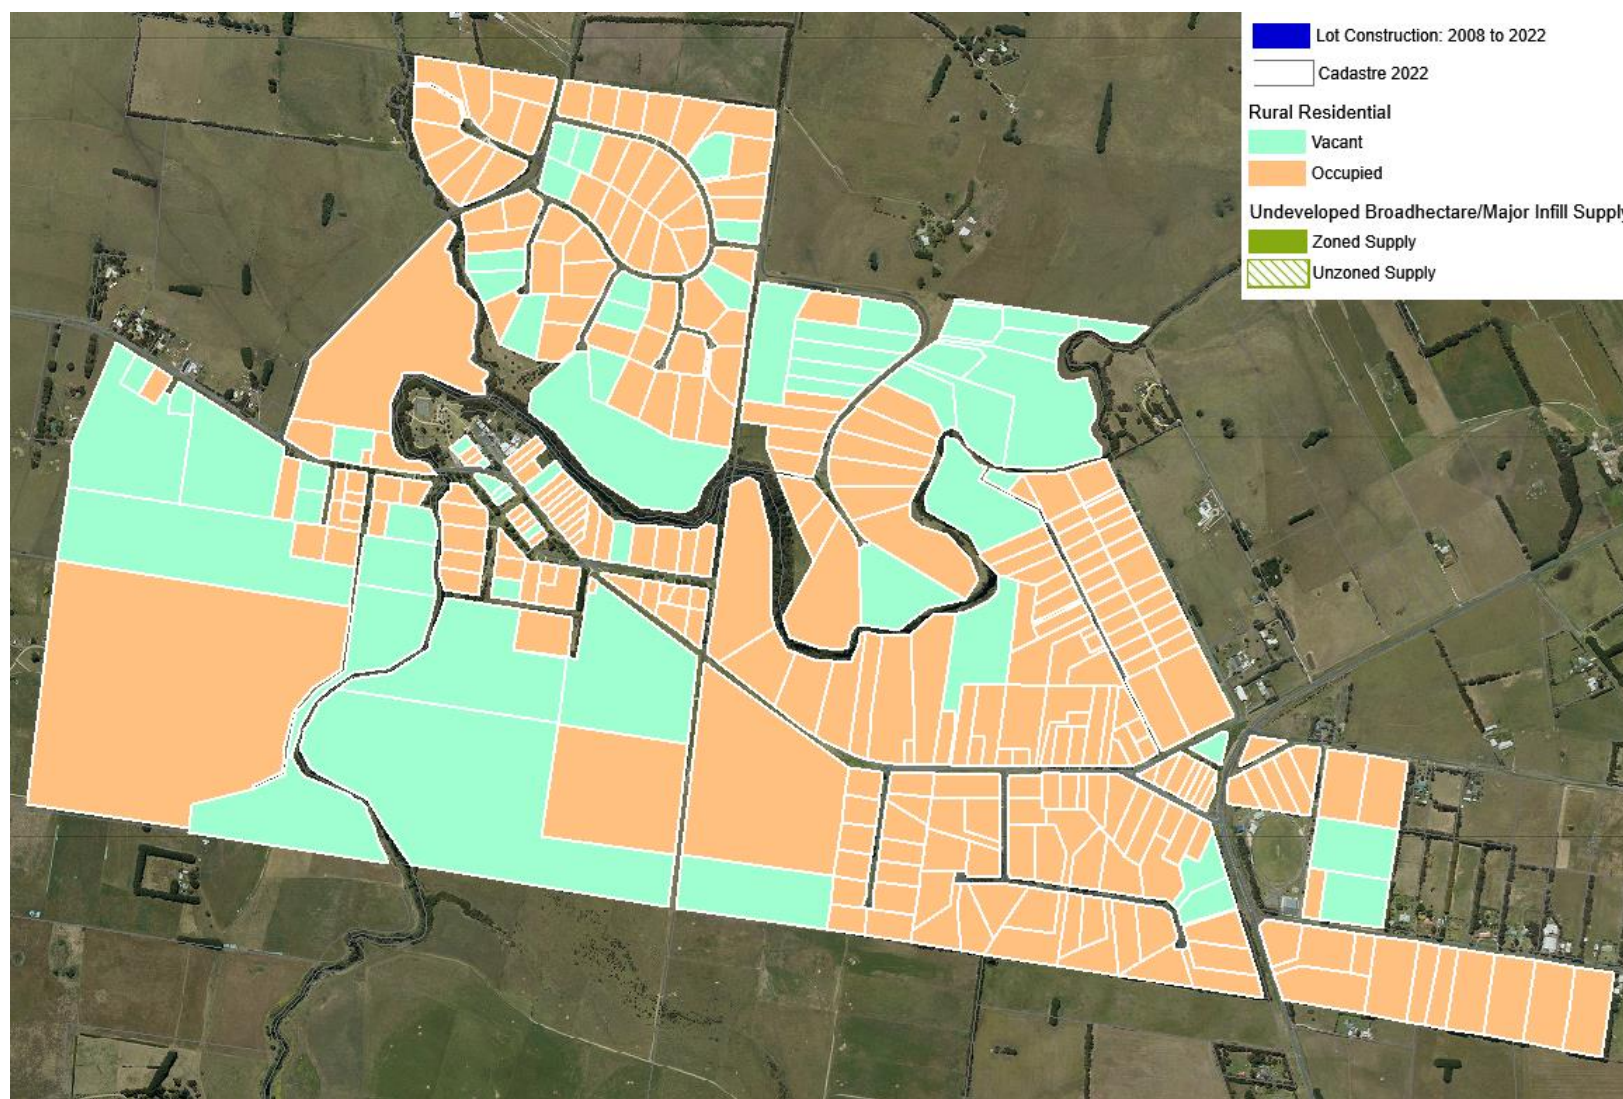 Lot Construction: 2008 to 2022
Cadastre 2022
Rural Residential
Vacant
Occupied
Undeveloped Broadhectare/Major Infill Supply
Zoned Supply
Unzoned Supply